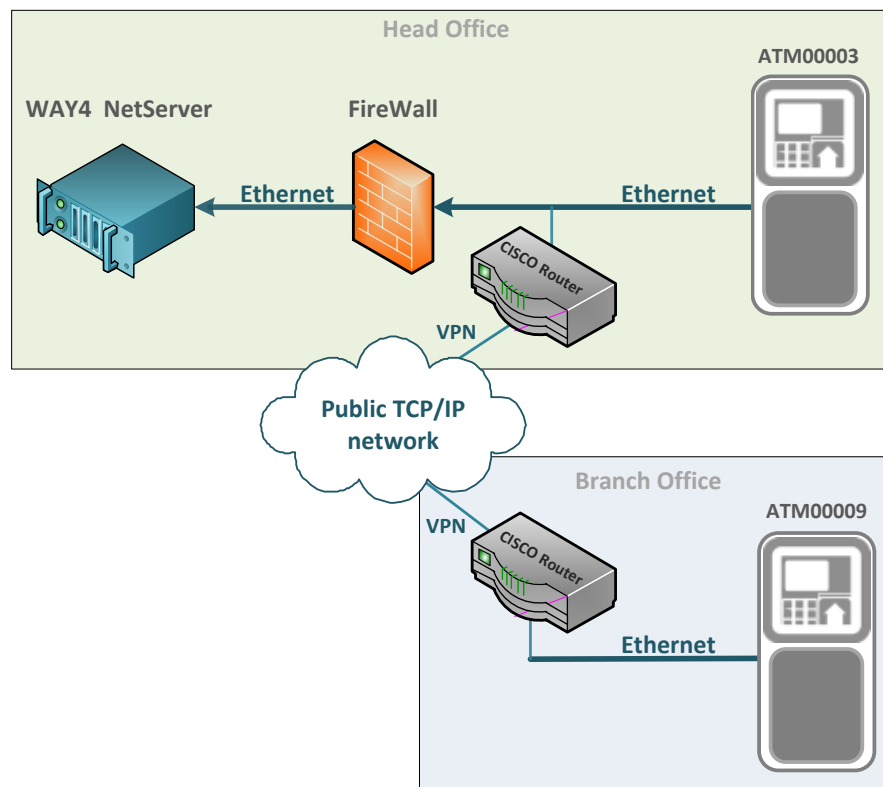 Head Office
ATM00003
WAY4 NetServer
FireWall
Ethernet
Ethernet
CISCO Router
VPN
Public TCP/IP
network
Branch Office
ATM00009
VPN
CISCO Router
Ethernet